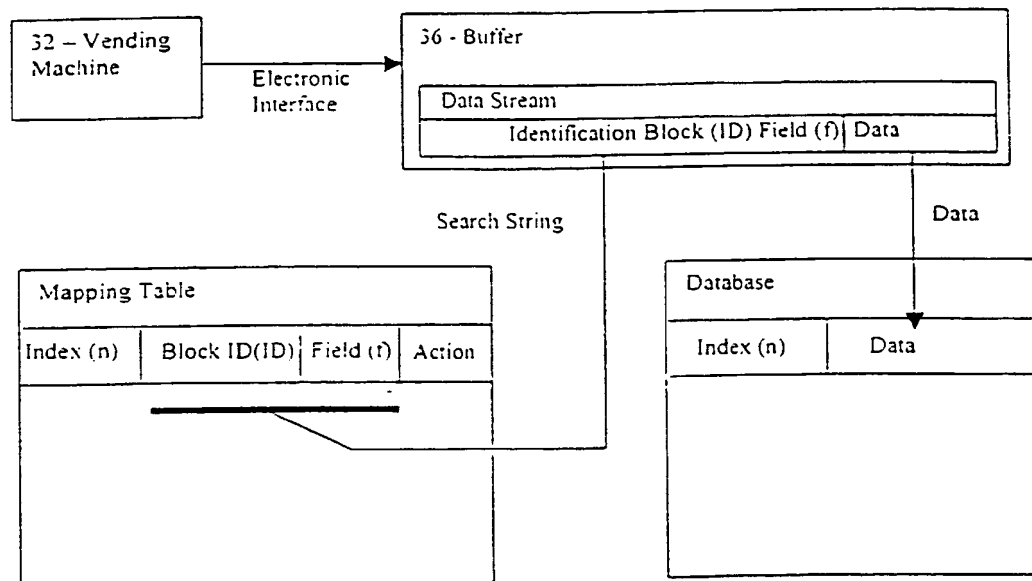 32 – Vending
Machine
Electronic
Interface
36 - Buffer
Data Stream
Identification Block (ID) Field (f) Data
Search String
Data
Mapping Table
Index (n) Block ID(ID) Field (f) Action
Database
Index (n) Data